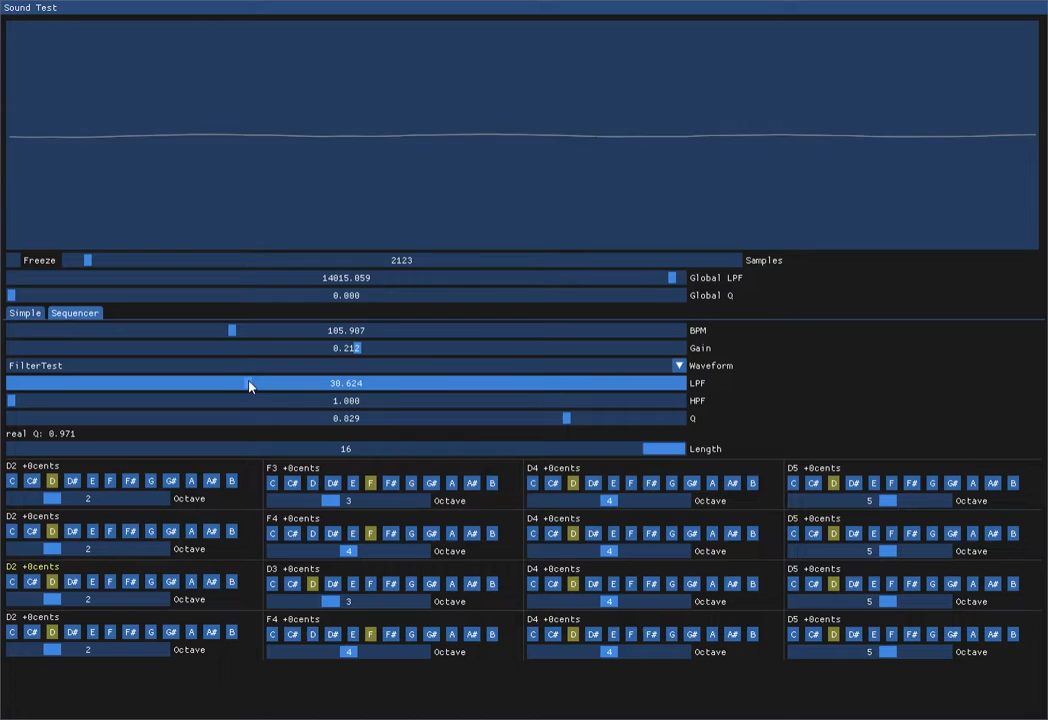 Sound Test
Freeze 2123 Samples
14015.059 Global LPF
0.000 Global Q
Simple Sequencer
105.907 BPM
0.212 Gain
FilterTest Waveform
30.624 LPF
1.000 HPF
0.829 Q
real Q: 0.971
16 Length
D2 +0cents F3 +0cents D4 +0cents D5 +0cents
C C# D D# E F F# G G# A A# B C C# D D# E F F# G G# A A# B C C# D D# E F F# G G# A A# B C C# D D# E F F# G G# A A# B
2 Octave 3 Octave 4 Octave 5 Octave
D2 +0cents F4 +0cents D4 +0cents D5 +0cents
C C# D D# E F F# G G# A A# B C C# D D# E F F# G G# A A# B C C# D D# E F F# G G# A A# B C C# D D# E F F# G G# A A# B
2 Octave 4 Octave 4 Octave 5 Octave
D2 +0cents D3 +0cents D4 +0cents D5 +0cents
C C# D D# E F F# G G# A A# B C C# D D# E F F# G G# A A# B C C# D D# E F F# G G# A A# B C C# D D# E F F# G G# A A# B
2 Octave 3 Octave 4 Octave 5 Octave
D2 +0cents F4 +0cents D4 +0cents D5 +0cents
C C# D D# E F F# G G# A A# B C C# D D# E F F# G G# A A# B C C# D D# E F F# G G# A A# B C C# D D# E F F# G G# A A# B
2 Octave 4 Octave 4 Octave 5 Octave